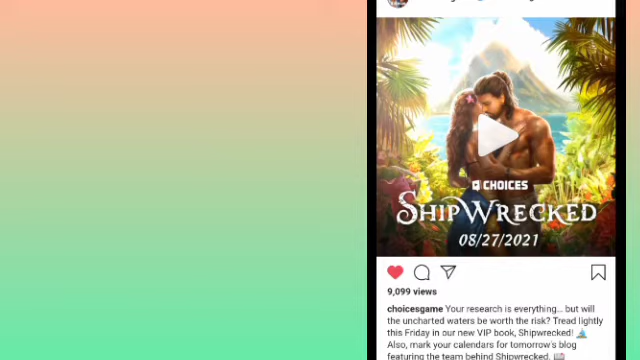 CHOICES
SHIPWRECKED
08/27/2021
9,099 views
choicesgame Your research is everything... but will
the uncharted waters be worth the risk? Tread lightly
this Friday in our new VIP book, Shipwrecked!
Also, mark your calendars for tomorrow's blog
featuring the team behind Shipwrecked.